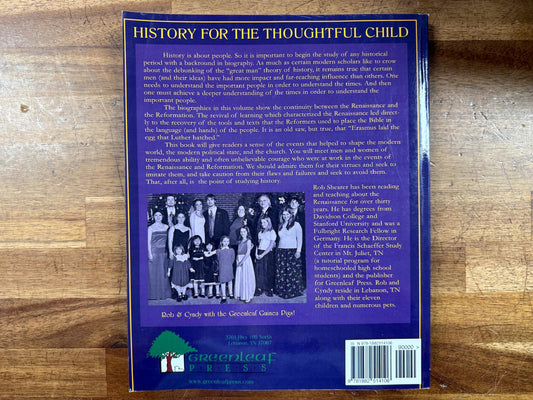 HISTORY FOR THE THOUGHTFUL CHILD
History is about people. So it is important to begin the study of any historical
period with a backround in biography. As much as certain modern scholars like to crow
about the debunking of the "great man" theory of history, it remains true that certain
men (and their ideas) have had more impact and far-reaching influence than others. One
needs to understand the important people in order to understand the times. And then
one must achieve a deeper understanding of the times in order to understand the
important people.
The biographies in this volume show the continuity between the Renaissance and
the Reformation. The revival of learning which characterized the Renaissance led direct-
ly to the recovery of the tools and texts that the Reformers used to place the Bible in
the language (and hands) of the people. It is an old saw, but true, that "Erasmus laid the
egg that Luther hatched."
This book will give readers a sense of the events that helped to shape the modern
world, the modern political state, and the church. You will meet men and women of
tremendous ability and often unbelievable courage who were at work in the events of
the Renaissance and Reformation. We should admire them for their virtues and seek to
imitate them, and take caution from their flaws and failures and seek to avoid them.
That, after all, is the point of studying history.
Rob Shearer has been reading
and teaching about the
Renaissance for over thirty
years. He has degrees from
Davidson College and
Stanford University and was a
Fulbright Research Fellow in
Germany. He is the Director
of the Francis Schaeffer Study
Center in Mt. Juliet, TN
(a tutorial program for
homeschooled high school
students) and the publisher
for Greenleaf Press. Rob and
Cyndy reside in Lebanon, TN
along with their eleven
children and numerous pets.
Rob & Cyndy with the Greenleaf Guinea Pigs!
3761 Hwy 109 North
Lebanon, TN 37087
Greenleaf
PRESS
www.greenleafpress.com
90000
9 781882 514106